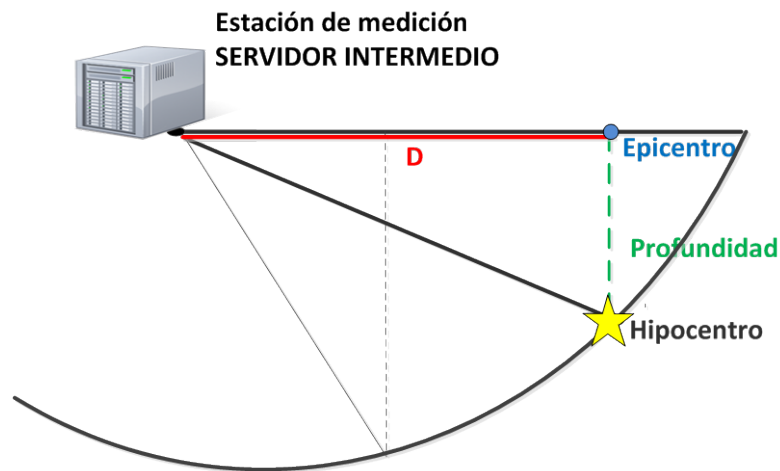 Estación de medición
SERVIDOR INTERMEDIO
D
Epicentro
Profundidad
Hipocentro